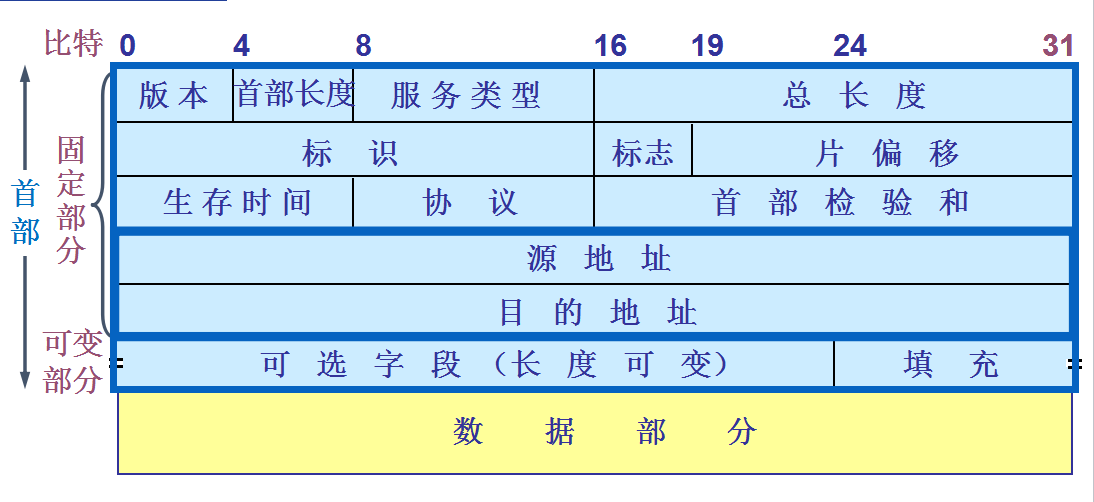 比特 0 4 8 16 19 24 31
版本 首部长度 服务类型 总长度
标识 标志 片偏移
生存时间 协议 首部检验和
源地址
目的地址
可选字段（长度可变） 填充
数据部分
首部
固定部分
可变部分